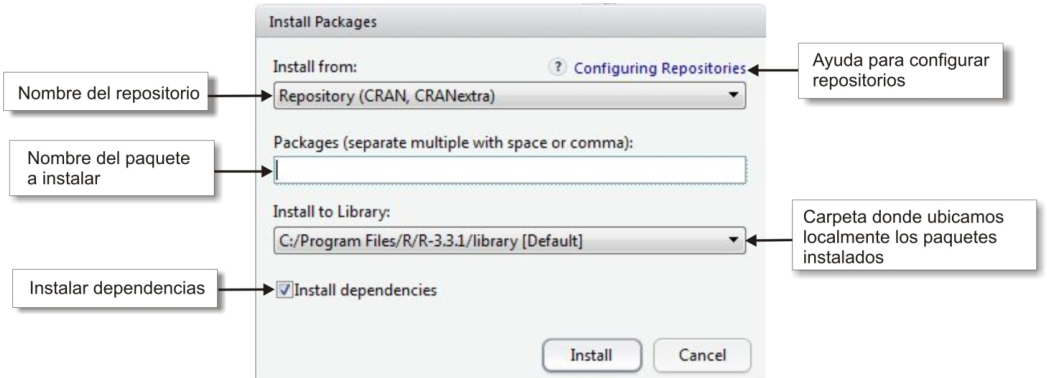 Install Packages
Install from:
? Configuring Repositories
Ayuda para configurar
repositorios
Nombre del repositorio
Repository (CRAN, CRANextra)
Packages (separate multiple with space or comma):
Nombre del paquete
a instalar
Install to Library:
C:/Program Files/R/R-3.3.1/library [Default]
Carpeta donde ubicamos
localmente los paquetes
instalados
Instalar dependencias
Install dependencies
Install
Cancel